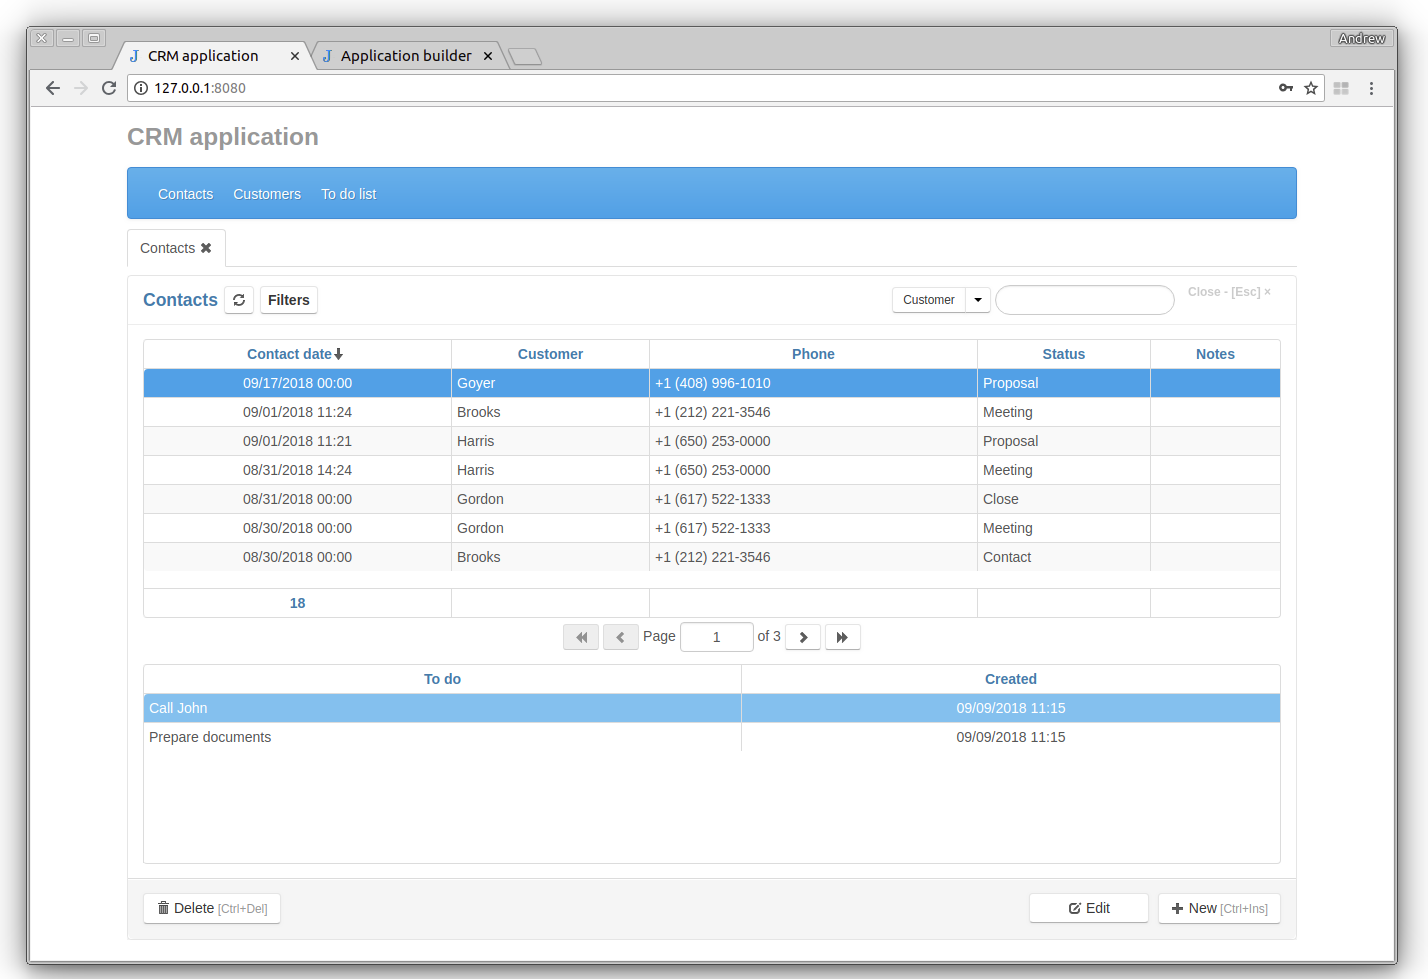 Andrew
CRM application Application builder
127.0.0.1:8080
CRM application
Contacts Customers To do list
Contacts
Contacts Filters Customer Close - [Esc] ×
Contact date Customer Phone Status Notes
09/17/2018 00:00 Goyer +1 (408) 996-1010 Proposal
09/01/2018 11:24 Brooks +1 (212) 221-3546 Meeting
09/01/2018 11:21 Harris +1 (650) 253-0000 Proposal
08/31/2018 14:24 Harris +1 (650) 253-0000 Meeting
08/31/2018 00:00 Gordon +1 (617) 522-1333 Close
08/30/2018 00:00 Gordon +1 (617) 522-1333 Meeting
08/30/2018 00:00 Brooks +1 (212) 221-3546 Contact
18
Page 1 of 3
To do Created
Call John 09/09/2018 11:15
Prepare documents 09/09/2018 11:15
Delete [Ctrl+Del] Edit New [Ctrl+Ins]